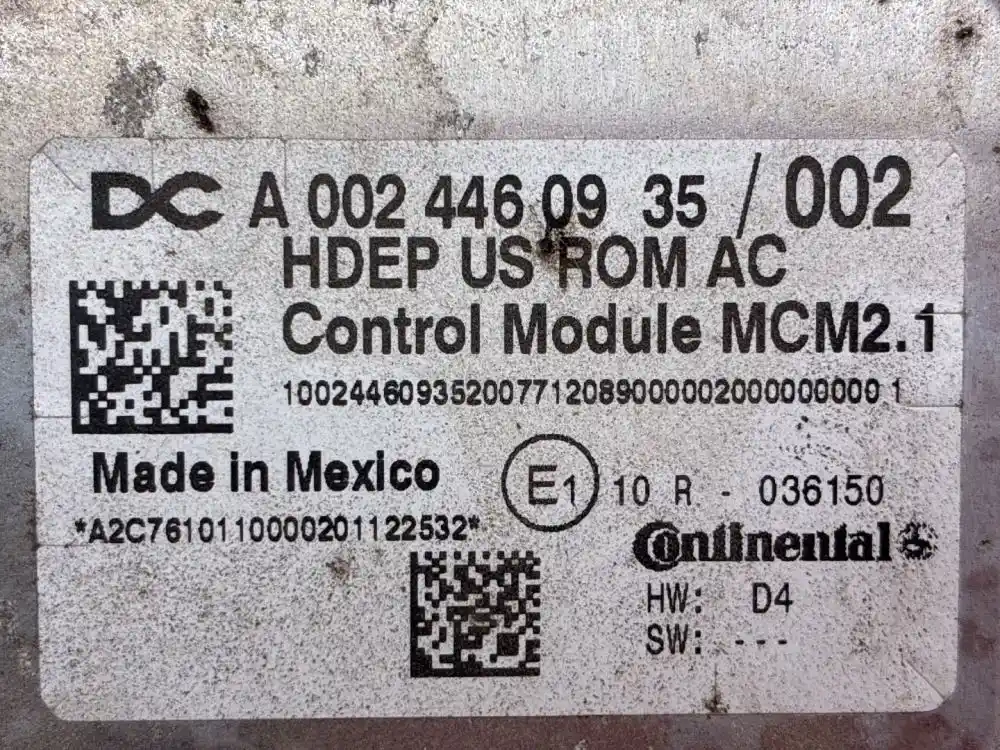 DC A 002 446 09 35 / 002
HDEP US ROM AC
Control Module MCM2.1
10024460935200771208900000200000000001
Made in Mexico
E1 10 R - 036150
*A2C7610110000201122532*
Continental
HW: D4
SW: ---